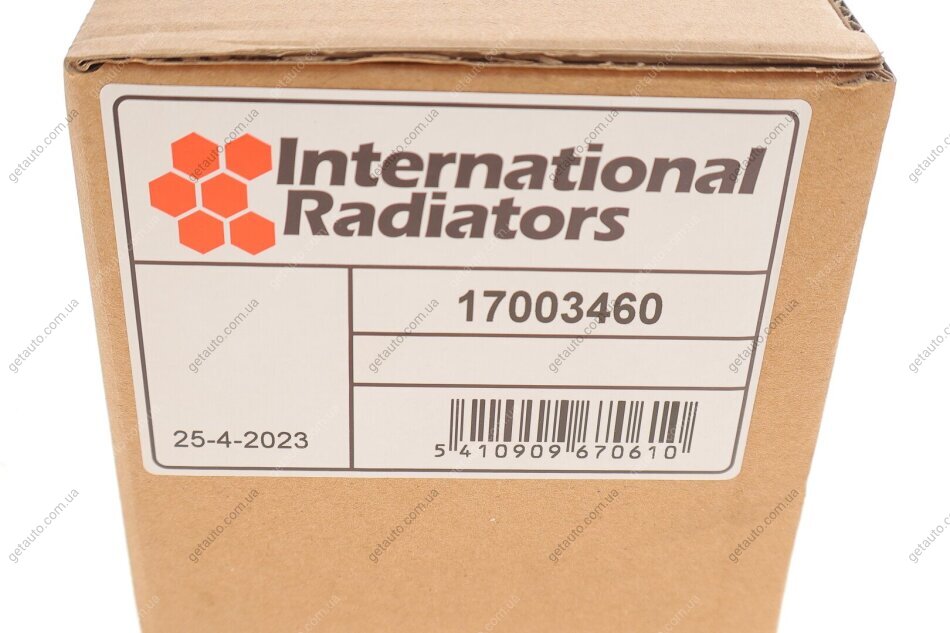 International
Radiators
17003460
25-4-2023
5 410909 670610
getauto.com.ua